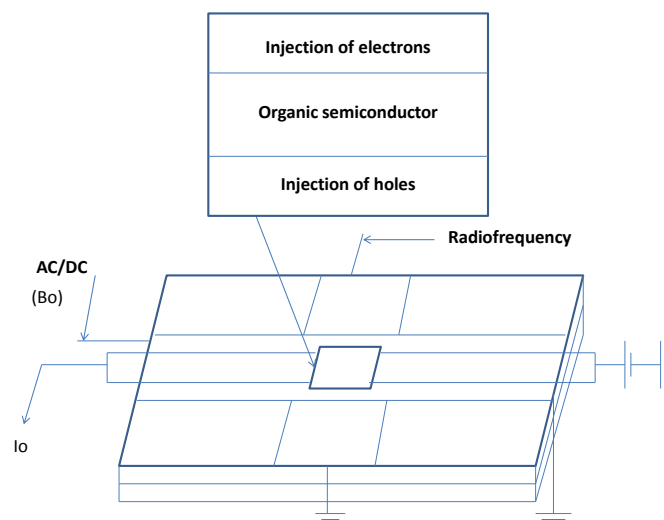 Injection of electrons
Organic semiconductor
Injection of holes
Radiofrequency
AC/DC
(Bo)
Io